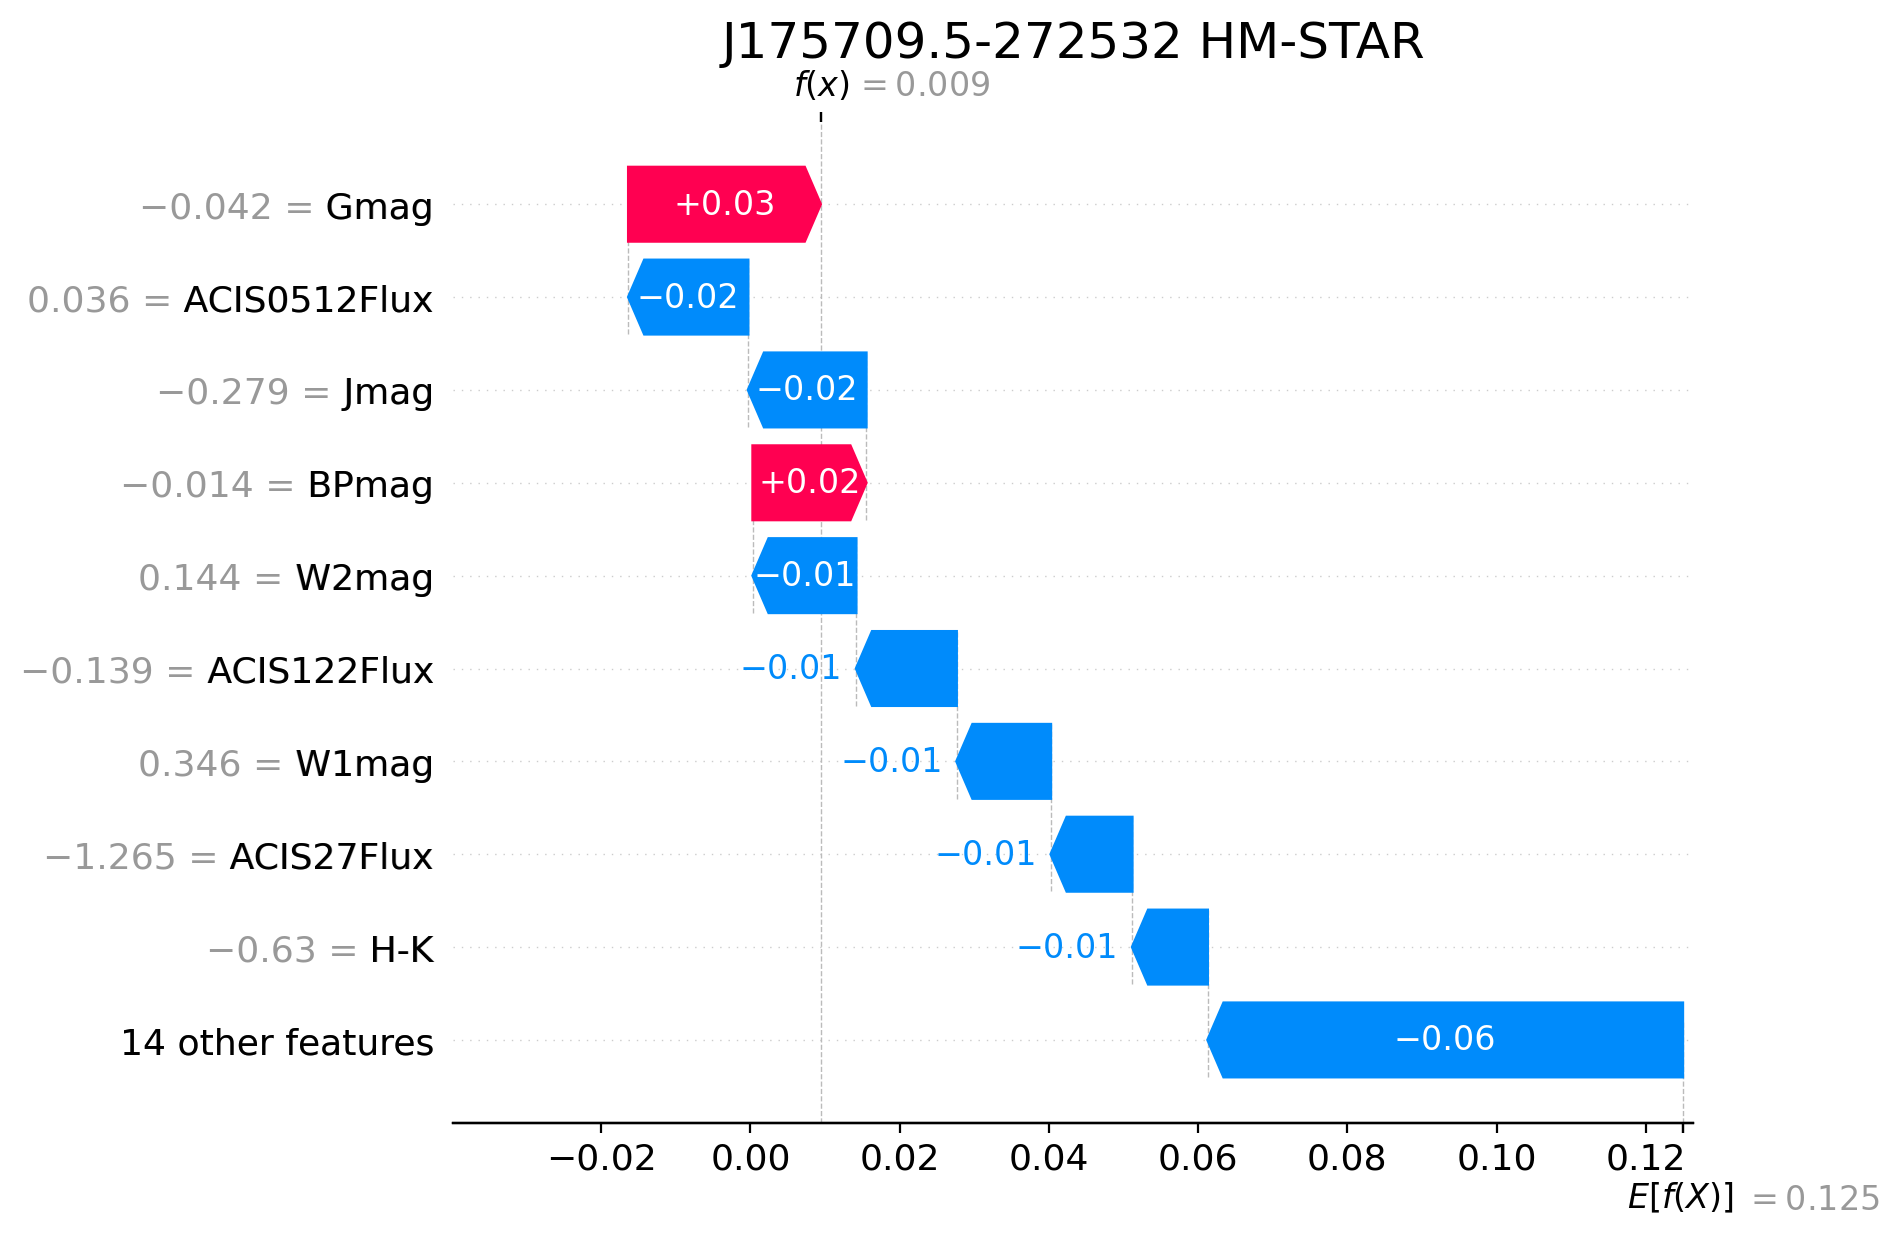 J175709.5-272532 HM-STAR
f(x) = 0.009
−0.042 = Gmag +0.03
0.036 = ACIS0512Flux −0.02
−0.279 = Jmag −0.02
−0.014 = BPmag +0.02
0.144 = W2mag −0.01
−0.139 = ACIS122Flux −0.01
0.346 = W1mag −0.01
−1.265 = ACIS27Flux −0.01
−0.63 = H-K −0.01
14 other features −0.06
−0.02 0.00 0.02 0.04 0.06 0.08 0.10 0.12
E[f(X)] = 0.125